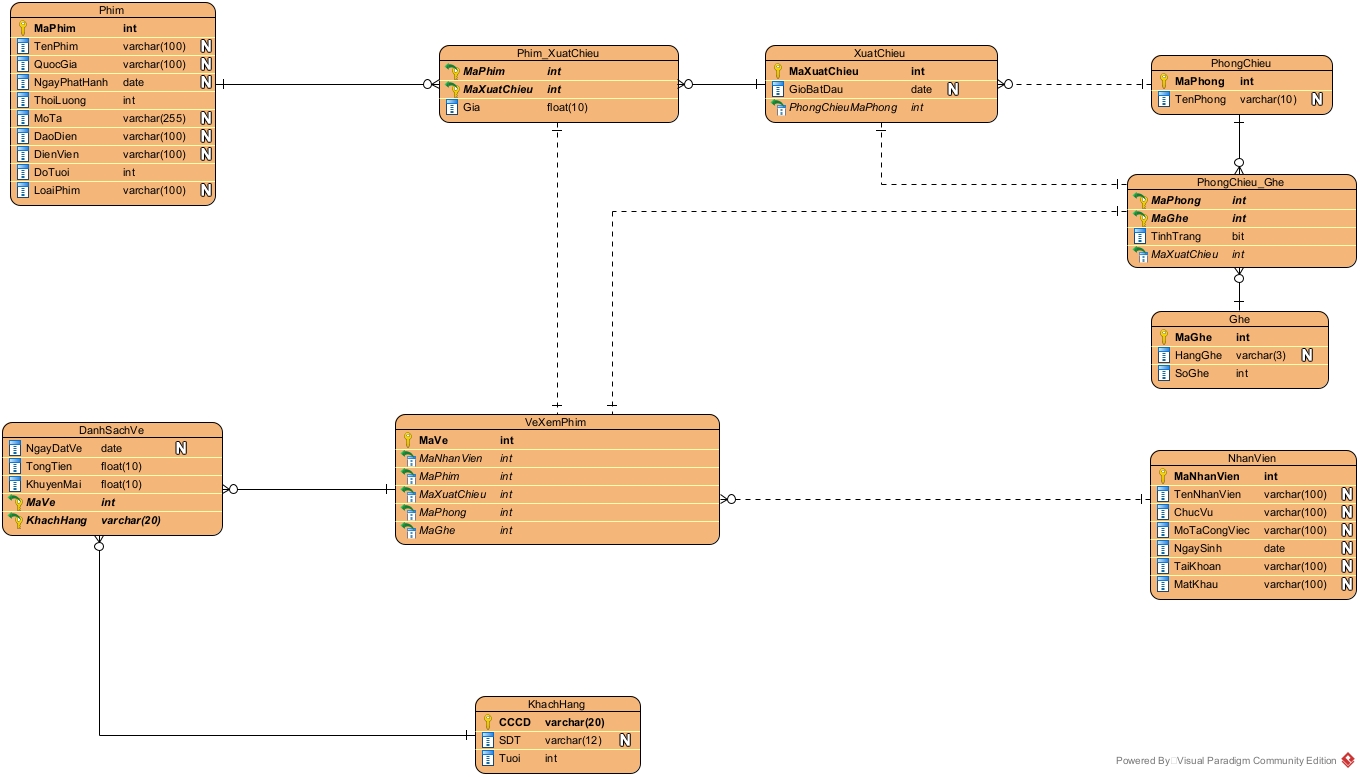 Phim
MaPhim int
TenPhim varchar(100) N
QuocGia varchar(100) N
NgayPhatHanh date N
ThoiLuong int
MoTa varchar(255) N
DaoDien varchar(100) N
DienVien varchar(100) N
DoTuoi int
LoaiPhim varchar(100) N
Phim_XuatChieu
MaPhim int
MaXuatChieu int
Gia float(10)
XuatChieu
MaXuatChieu int
GioBatDau date N
PhongChieuMaPhong int
PhongChieu
MaPhong int
TenPhong varchar(10) N
PhongChieu_Ghe
MaPhong int
MaGhe int
TinhTrang bit
MaXuatChieu int
Ghe
MaGhe int
HangGhe varchar(3) N
SoGhe int
DanhSachVe
NgayDatVe date N
TongTien float(10)
KhuyenMai float(10)
MaVe int
KhachHang varchar(20)
VeXemPhim
MaVe int
MaNhanVien int
MaPhim int
MaXuatChieu int
MaPhong int
MaGhe int
NhanVien
MaNhanVien int
TenNhanVien varchar(100) N
ChucVu varchar(100) N
MoTaCongViec varchar(100) N
NgaySinh date N
TaiKhoan varchar(100) N
MatKhau varchar(100) N
KhachHang
CCCD varchar(20)
SDT varchar(12) N
Tuoi int
Powered By Visual Paradigm Community Edition